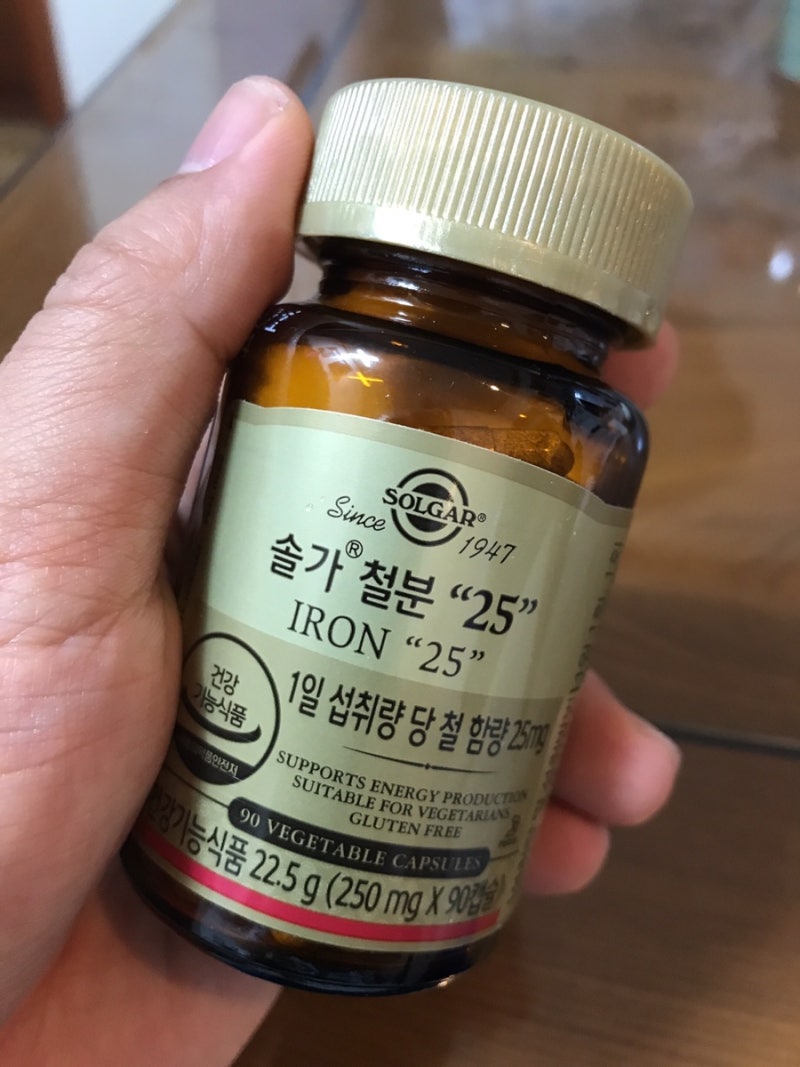 SOLGAR®
Since 1947
솔가® 철분 “25”
IRON “25”
건강
기능식품
1일 섭취량 당 철 함량 25mg
SUPPORTS ENERGY PRODUCTION
SUITABLE FOR VEGETARIANS
GLUTEN FREE
90 VEGETABLE CAPSULES
건강기능식품 22.5 g (250 mg X 90캡슐)